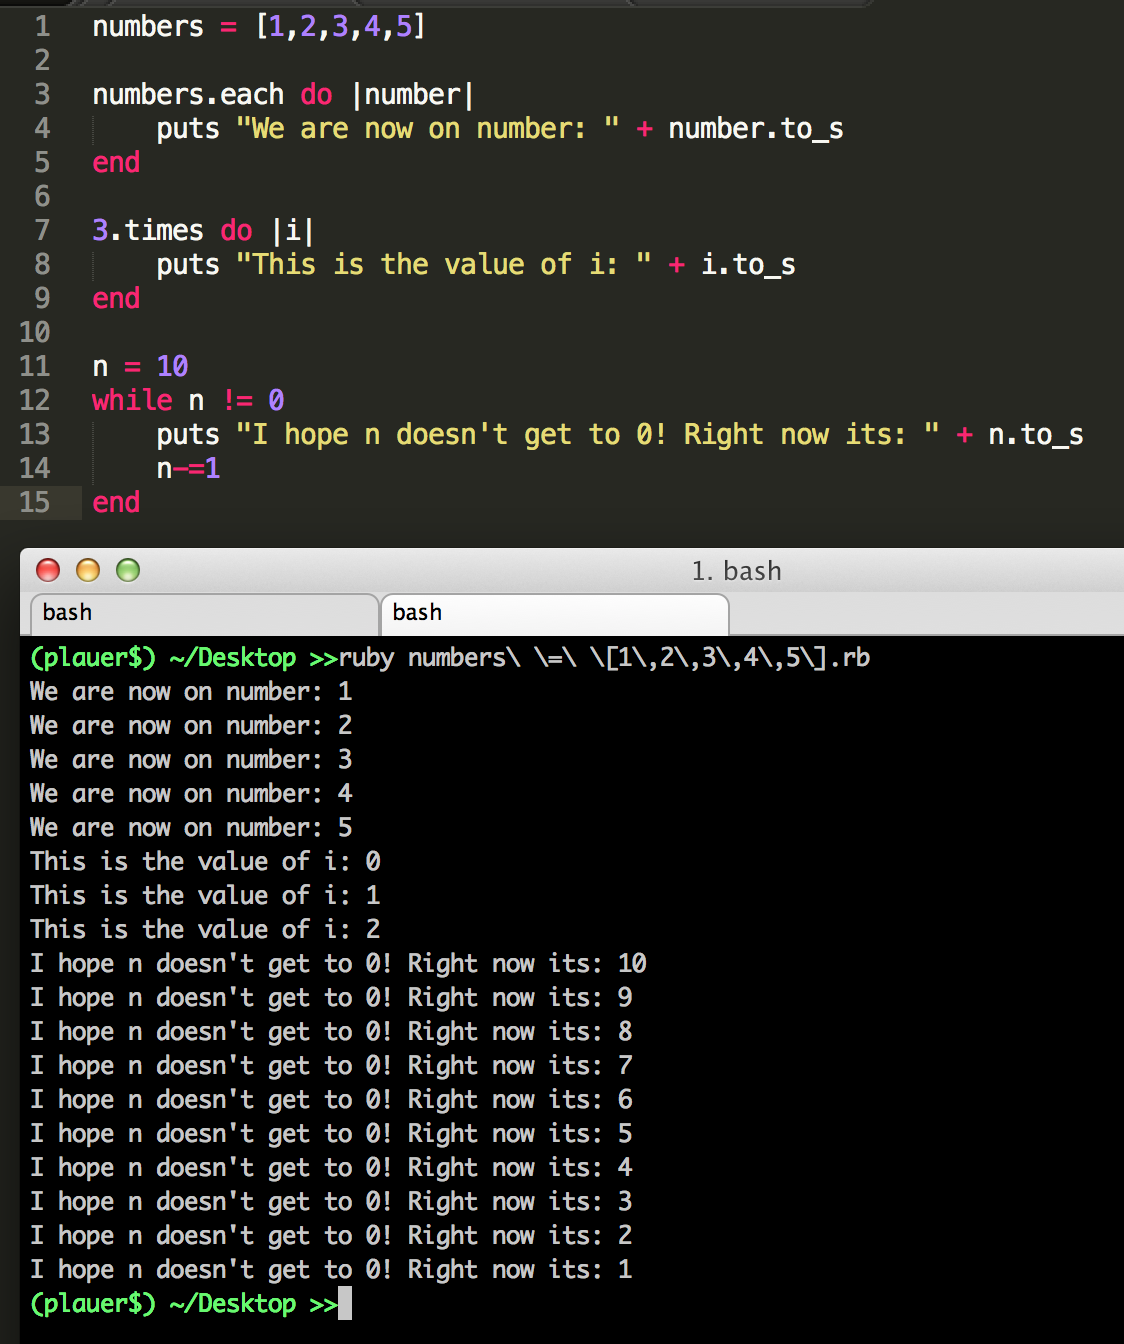 1 numbers = [1,2,3,4,5]
2
3 numbers.each do |number|
4 puts "We are now on number: " + number.to_s
5 end
6
7 3.times do |i|
8 puts "This is the value of i: " + i.to_s
9 end
10
11 n = 10
12 while n != 0
13 puts "I hope n doesn't get to 0! Right now its: " + n.to_s
14 n-=1
15 end
1. bash
bash bash
(plauer$) ~/Desktop >>ruby numbers\ \=\ \[1\,2\,3\,4\,5\].rb
We are now on number: 1
We are now on number: 2
We are now on number: 3
We are now on number: 4
We are now on number: 5
This is the value of i: 0
This is the value of i: 1
This is the value of i: 2
I hope n doesn't get to 0! Right now its: 10
I hope n doesn't get to 0! Right now its: 9
I hope n doesn't get to 0! Right now its: 8
I hope n doesn't get to 0! Right now its: 7
I hope n doesn't get to 0! Right now its: 6
I hope n doesn't get to 0! Right now its: 5
I hope n doesn't get to 0! Right now its: 4
I hope n doesn't get to 0! Right now its: 3
I hope n doesn't get to 0! Right now its: 2
I hope n doesn't get to 0! Right now its: 1
(plauer$) ~/Desktop >>